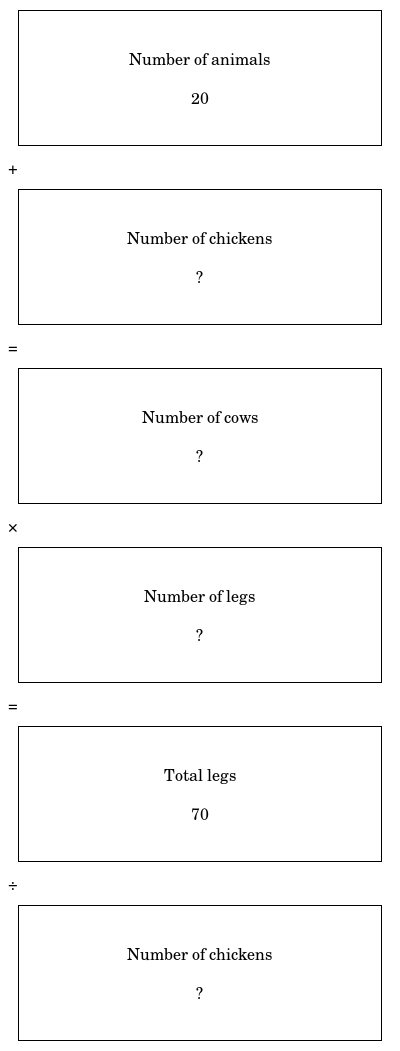 Number of animals
20
+
Number of chickens
?
=
Number of cows
?
×
Number of legs
?
=
Total legs
70
÷
Number of chickens
?